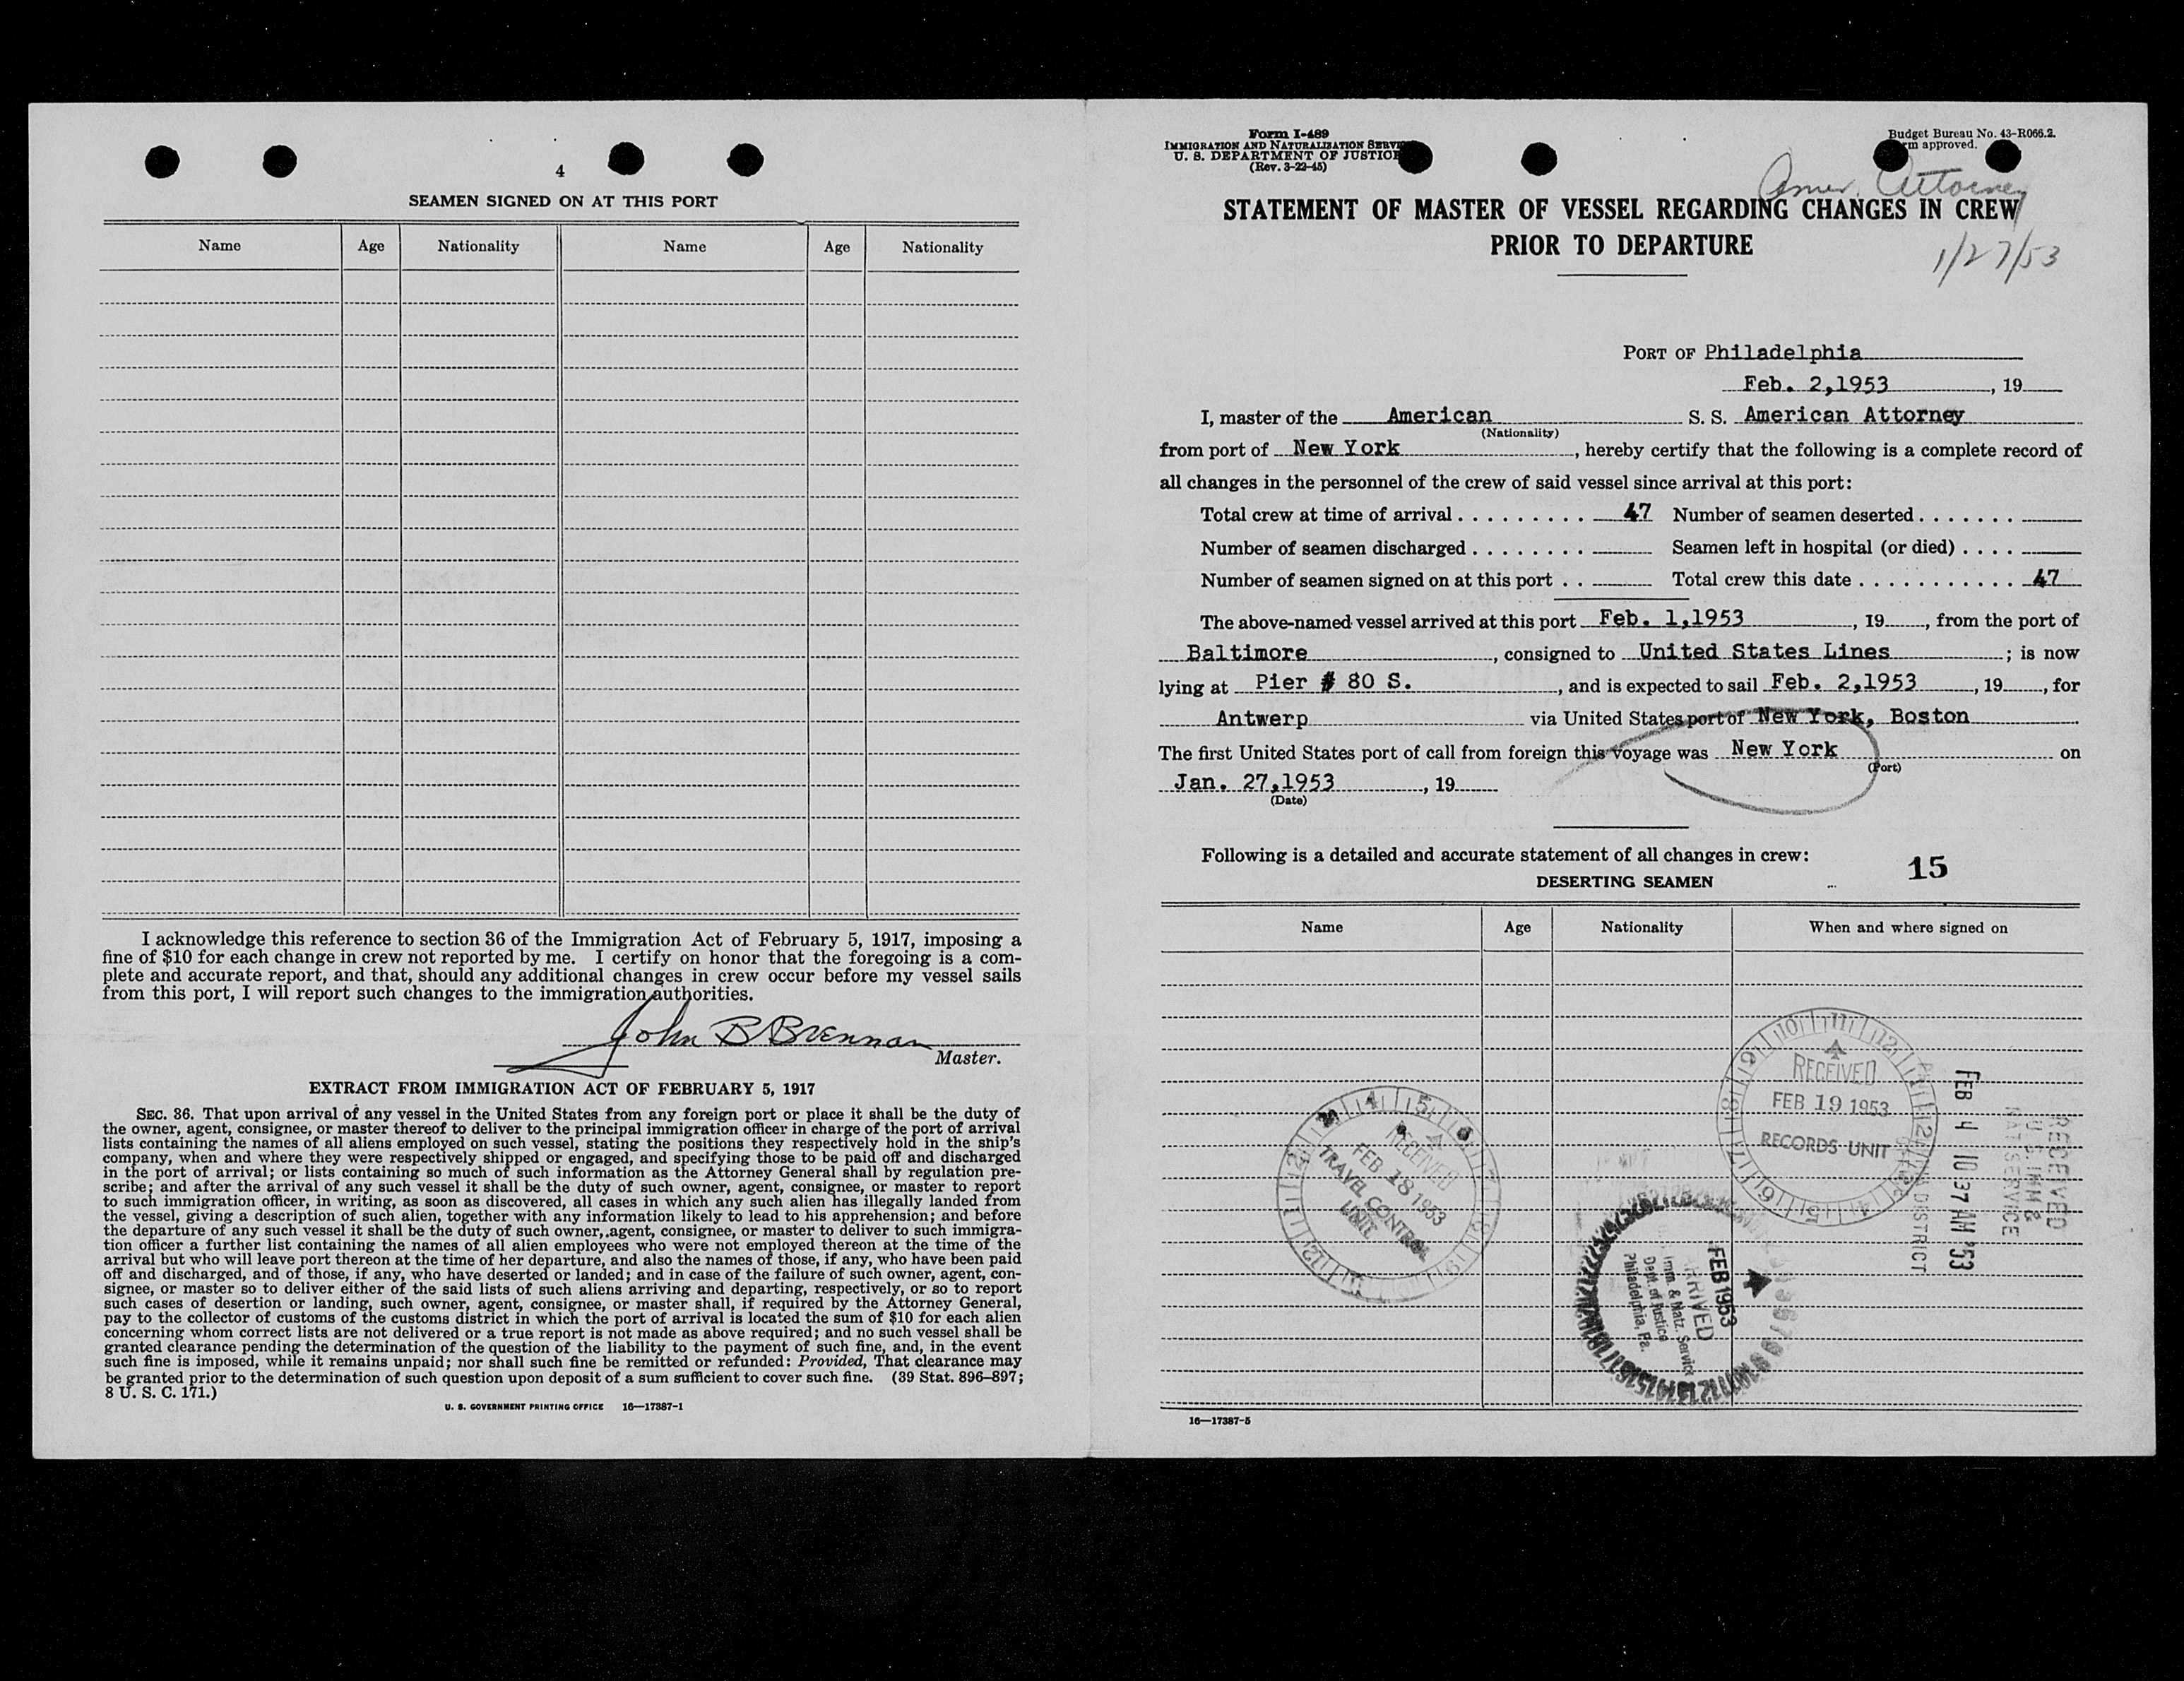 4
SEAMEN SIGNED ON AT THIS PORT
Name Age Nationality Name Age Nationality
I acknowledge this reference to section 36 of the Immigration Act of February 5, 1917, imposing a
fine of $10 for each change in crew not reported by me. I certify on honor that the foregoing is a com-
plete and accurate report, and that, should any additional changes in crew occur before my vessel sails
from this port, I will report such changes to the immigration authorities.
John B Brennan
Master.
EXTRACT FROM IMMIGRATION ACT OF FEBRUARY 5, 1917
SEC. 36. That upon arrival of any vessel in the United States from any foreign port or place it shall be the duty of
the owner, agent, consignee, or master thereof to deliver to the principal immigration officer in charge of the port of arrival
lists containing the names of all aliens employed on such vessel, stating the positions they respectively hold in the ship's
company, when and where they were respectively shipped or engaged, and specifying those to be paid off and discharged
in the port of arrival; or lists containing so much of such information as the Attorney General shall by regulation pre-
scribe; and after the arrival of any such vessel it shall be the duty of such owner, agent, consignee, or master to report
to such immigration officer, in writing, as soon as discovered, all cases in which any such alien has illegally landed from
the vessel, giving a description of such alien, together with any information likely to lead to his apprehension; and before
the departure of any such vessel it shall be the duty of such owner, agent, consignee, or master to deliver to such immigra-
tion officer a further list containing the names of all alien employees who were not employed thereon at the time of the
arrival but who will leave port thereon at the time of her departure, and also the names of those, if any, who have been paid
off and discharged, and of those, if any, who have deserted or landed; and in case of the failure of such owner, agent, con-
signee, or master so to deliver either of the said lists of such aliens arriving and departing, respectively, or so to report
such cases of desertion or landing, such owner, agent, consignee, or master shall, if required by the Attorney General,
pay to the collector of customs of the customs district in which the port of arrival is located the sum of $10 for each alien
concerning whom correct lists are not delivered or a true report is not made as above required; and no such vessel shall be
granted clearance pending the determination of the question of the liability to the payment of such fine, and, in the event
such fine is imposed, while it remains unpaid; nor shall such fine be remitted or refunded: Provided, That clearance may
be granted prior to the determination of such question upon deposit of a sum sufficient to cover such fine. (39 Stat. 896–897;
8 U. S. C. 171.)
U. S. GOVERNMENT PRINTING OFFICE 16—17387-1
Form I-489
IMMIGRATION AND NATURALIZATION SERVICE
U. S. DEPARTMENT OF JUSTICE
(Rev. 3-22-45)
Budget Bureau No. 43-R066.2.
approved.
Amer. Attorney
STATEMENT OF MASTER OF VESSEL REGARDING CHANGES IN CREW
PRIOR TO DEPARTURE
1/27/53
PORT OF Philadelphia
Feb. 2,1953, 19
I, master of the American S. S. American Attorney
(Nationality)
from port of New York, hereby certify that the following is a complete record of
all changes in the personnel of the crew of said vessel since arrival at this port:
Total crew at time of arrival 47 Number of seamen deserted
Number of seamen discharged Seamen left in hospital (or died)
Number of seamen signed on at this port Total crew this date 47
The above-named vessel arrived at this port Feb. 1,1953, 19, from the port of
Baltimore, consigned to United States Lines; is now
lying at Pier # 80 S., and is expected to sail Feb. 2,1953, 19, for
Antwerp via United States port of New York, Boston
The first United States port of call from foreign this voyage was New York on
(Port)
Jan. 27,1953, 19
(Date)
Following is a detailed and accurate statement of all changes in crew:
15
DESERTING SEAMEN
Name Age Nationality When and where signed on
RECEIVED
FEB 19 1953
RECORDS UNIT
RECEIVED
FEB 18 1953
TRAVEL CONTROL
UNIT
RECEIVED
U.S. IMM &
NAT SERVICE
FEB 4 10 37 AM '53
DISTRICT
FEB 1953
ARRIVED
Imm. & Natz. Service
Dept. of Justice
Philadelphia, Pa.
16—17387-5